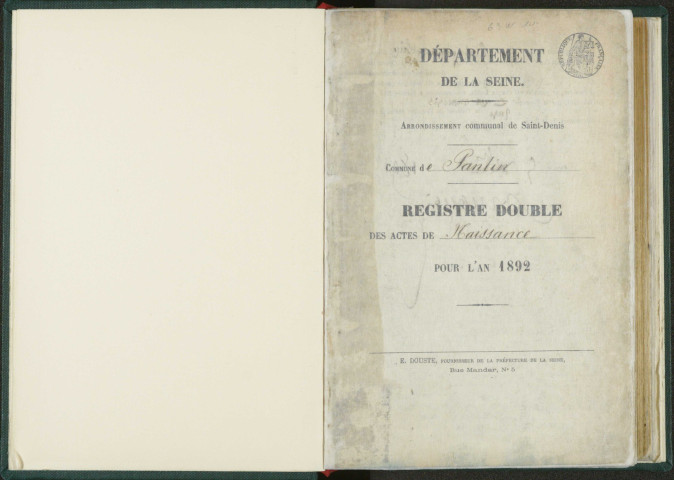 DÉPARTEMENT
DE LA SEINE.
ARRONDISSEMENT communal de Saint-Denis
COMMUNE de Pantin
REGISTRE DOUBLE
DES ACTES DE Naissance
POUR L'AN 1892
E. DOUSTE, FOURNISSEUR DE LA PRÉFECTURE DE LA SEINE,
Rue Mandar, No 5.